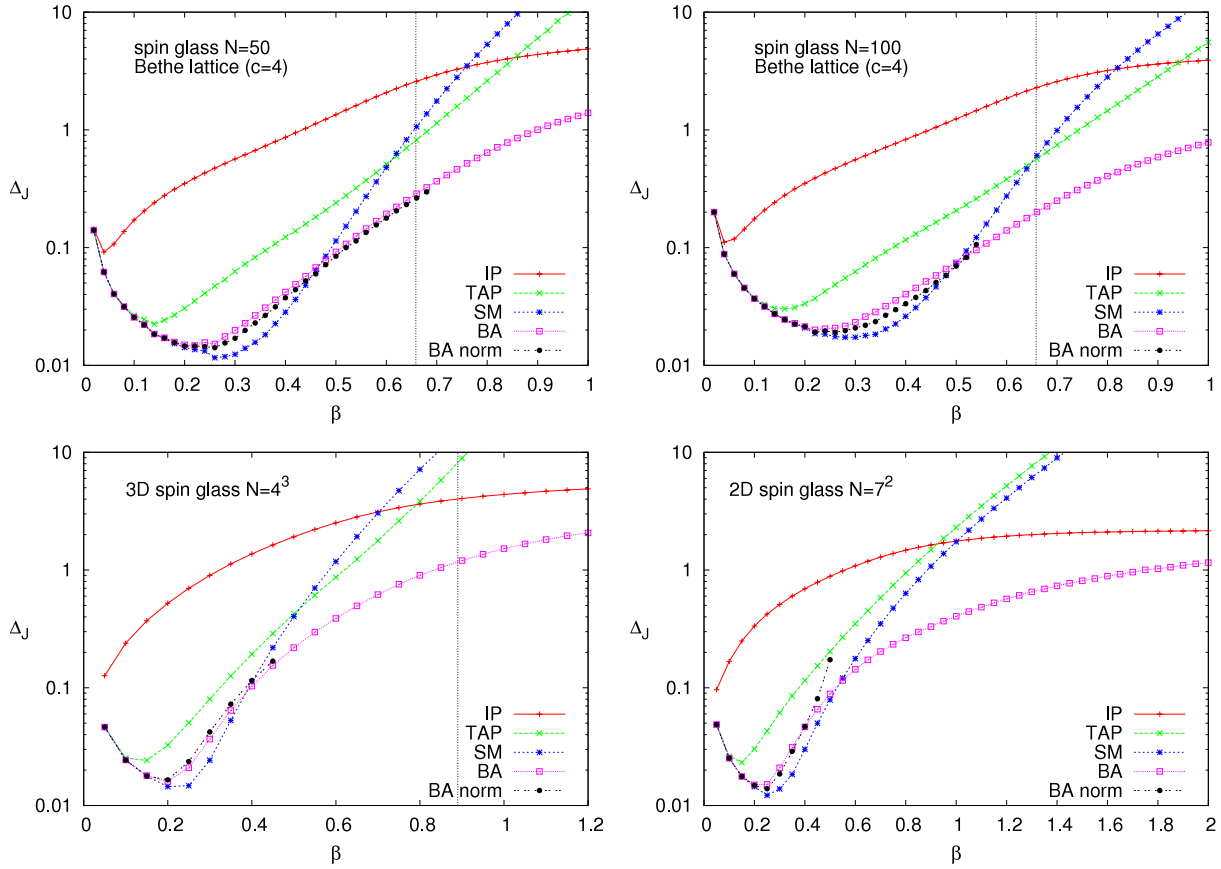 spin glass N=50
Bethe lattice (c=4)
Δ_J
10
1
0.1
0.01
IP
TAP
SM
BA
BA norm
0 0.1 0.2 0.3 0.4 0.5 0.6 0.7 0.8 0.9 1
β
spin glass N=100
Bethe lattice (c=4)
Δ_J
10
1
0.1
0.01
IP
TAP
SM
BA
BA norm
0 0.1 0.2 0.3 0.4 0.5 0.6 0.7 0.8 0.9 1
β
3D spin glass N=4³
Δ_J
10
1
0.1
0.01
IP
TAP
SM
BA
BA norm
0 0.2 0.4 0.6 0.8 1 1.2
β
2D spin glass N=7²
Δ_J
10
1
0.1
0.01
IP
TAP
SM
BA
BA norm
0 0.2 0.4 0.6 0.8 1 1.2 1.4 1.6 1.8 2
β